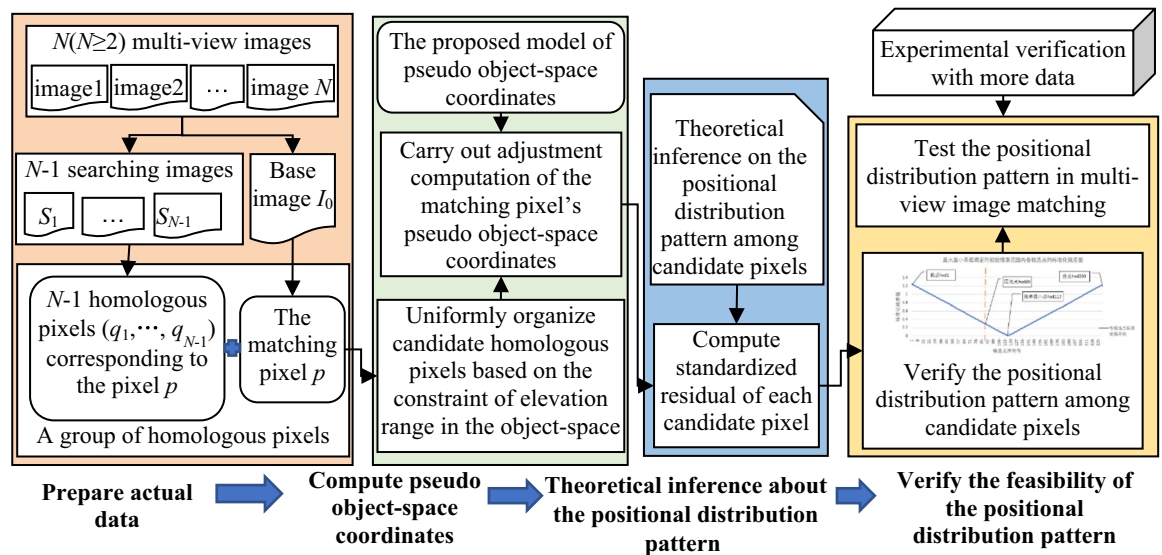 N(N≥2) multi-view images
image1 image2 … image N
N-1 searching images
S1 … SN-1
Base
image I0
N-1 homologous
pixels (q1,⋯, qN-1)
corresponding to
the pixel p
The
matching
pixel p
A group of homologous pixels
Prepare actual
data
The proposed model of
pseudo object-space
coordinates
Carry out adjustment
computation of the
matching pixel’s
pseudo object-space
coordinates
Uniformly organize
candidate homologous
pixels based on the
constraint of elevation
range in the object-space
Compute pseudo
object-space
coordinates
Theoretical
inference on the
positional
distribution
pattern among
candidate pixels
Compute
standardized
residual of each
candidate pixel
Theoretical inference about
the positional distribution
pattern
Experimental verification
with more data
Test the positional
distribution pattern in multi-
view image matching
Verify the positional
distribution pattern among
candidate pixels
Verify the feasibility of
the positional
distribution pattern